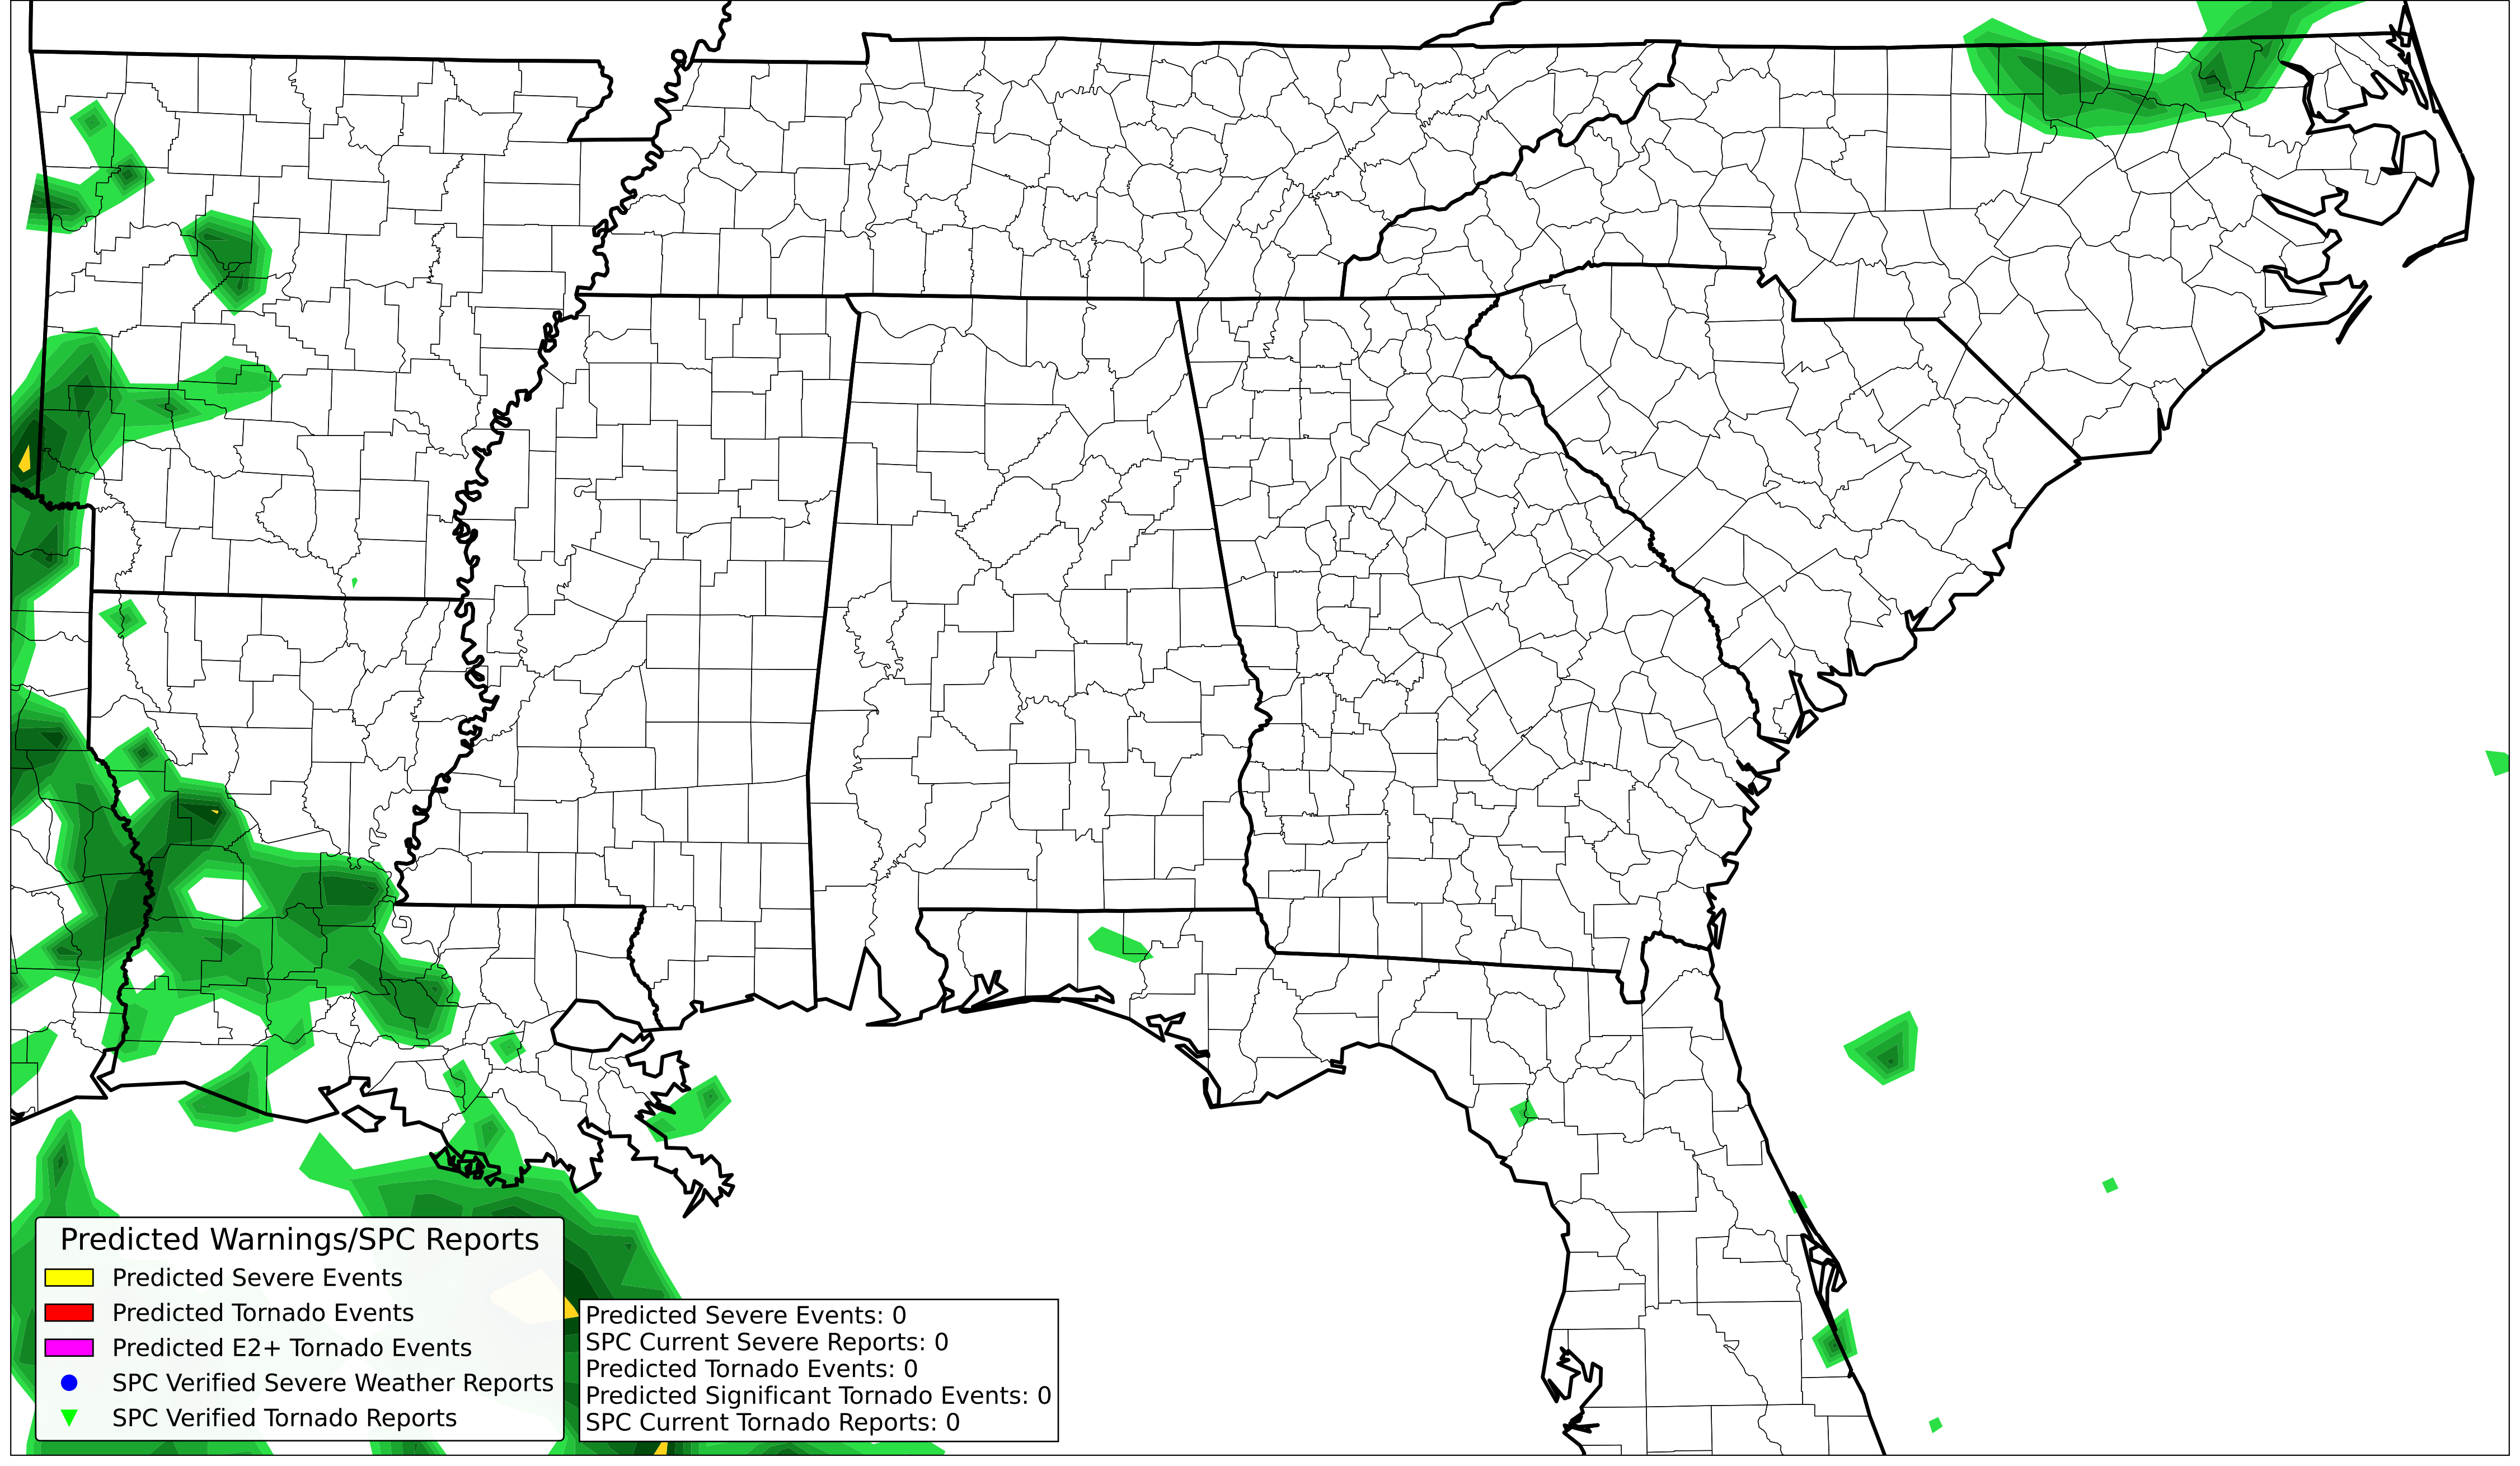 Predicted Warnings/SPC Reports
Predicted Severe Events
Predicted Tornado Events
Predicted E2+ Tornado Events
SPC Verified Severe Weather Reports
SPC Verified Tornado Reports
Predicted Severe Events: 0
SPC Current Severe Reports: 0
Predicted Tornado Events: 0
Predicted Significant Tornado Events: 0
SPC Current Tornado Reports: 0